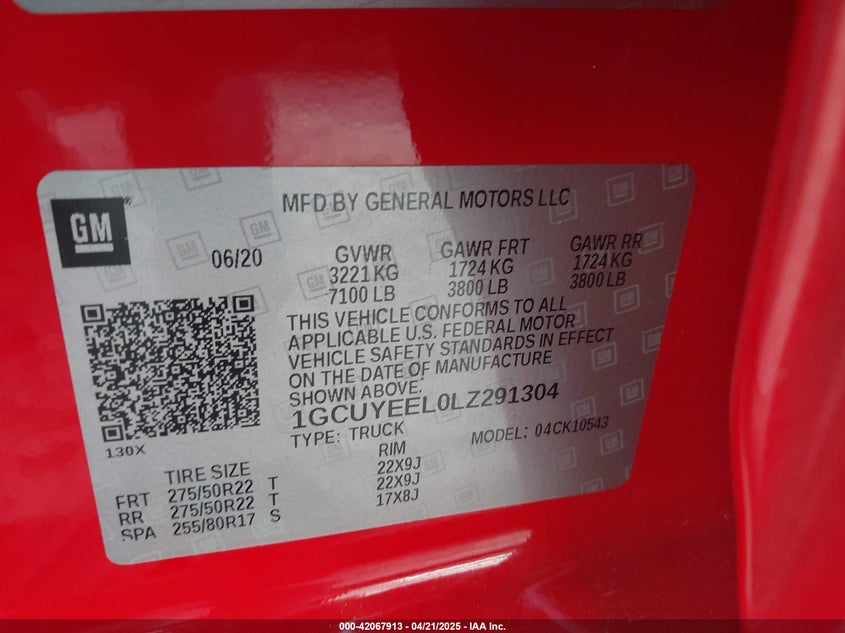 GM
MFD BY GENERAL MOTORS LLC
06/20
GVWR
3221 KG
7100 LB
GAWR FRT
1724 KG
3800 LB
GAWR RR
1724 KG
3800 LB
THIS VEHICLE CONFORMS TO ALL
APPLICABLE U.S. FEDERAL MOTOR
VEHICLE SAFETY STANDARDS IN EFFECT
ON THE DATE OF MANUFACTURE
SHOWN ABOVE.
1GCUYEEL0LZ291304
TYPE: TRUCK
MODEL: 04CK10543
130X
TIRE SIZE
RIM
FRT 275/50R22 T 22X9J
RR 275/50R22 T 22X9J
SPA 255/80R17 S 17X8J
000-42067913 - 04/21/2025 - IAA Inc.